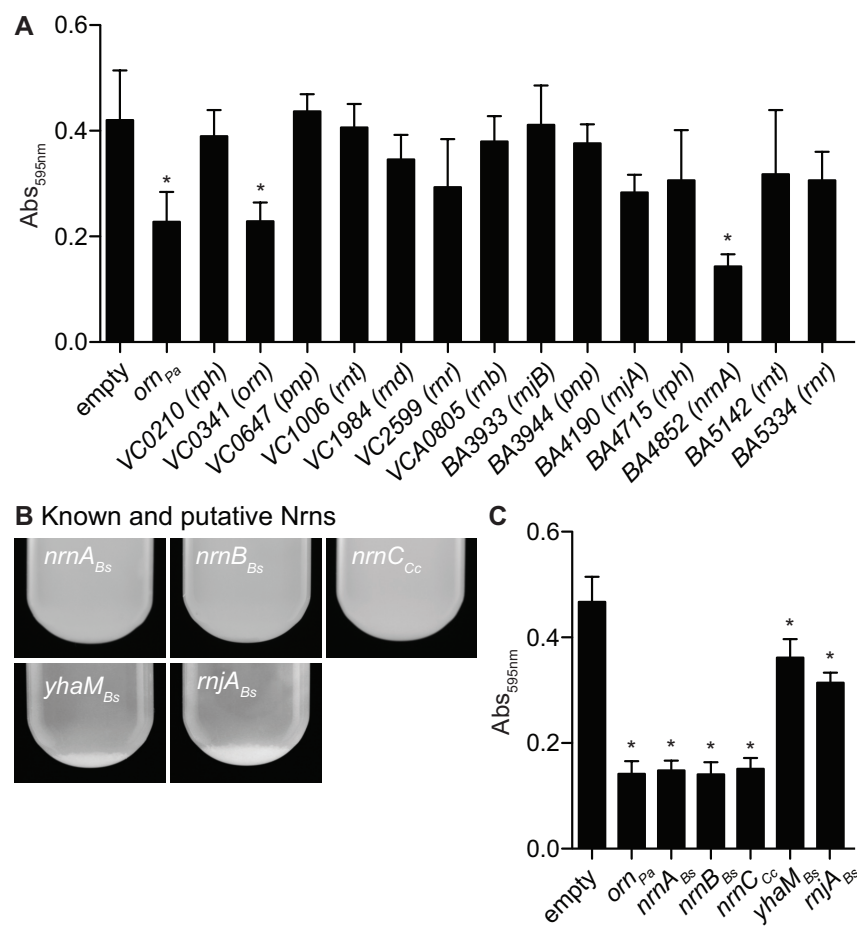 A
0.6
0.4
0.2
0.0
Abs595nm
*
*
*
empty
ornPa
VC0210 (rph)
VC0341 (orn)
VC0647 (pnp)
VC1006 (rnt)
VC1984 (rnd)
VC2599 (rnr)
VCA0805 (rnb)
BA3933 (rnjB)
BA3944 (pnp)
BA4190 (rnjA)
BA4715 (rph)
BA4852 (nrnA)
BA5142 (rnt)
BA5334 (rnr)
B Known and putative Nrns
nrnABs
nrnBBs
nrnCCc
yhaMBs
rnjABs
C
0.6
0.4
0.2
0.0
Abs595nm
*
*
*
*
*
*
empty
ornPa
nrnABs
nrnBBs
nrnCCc
yhaMBs
rnjABs